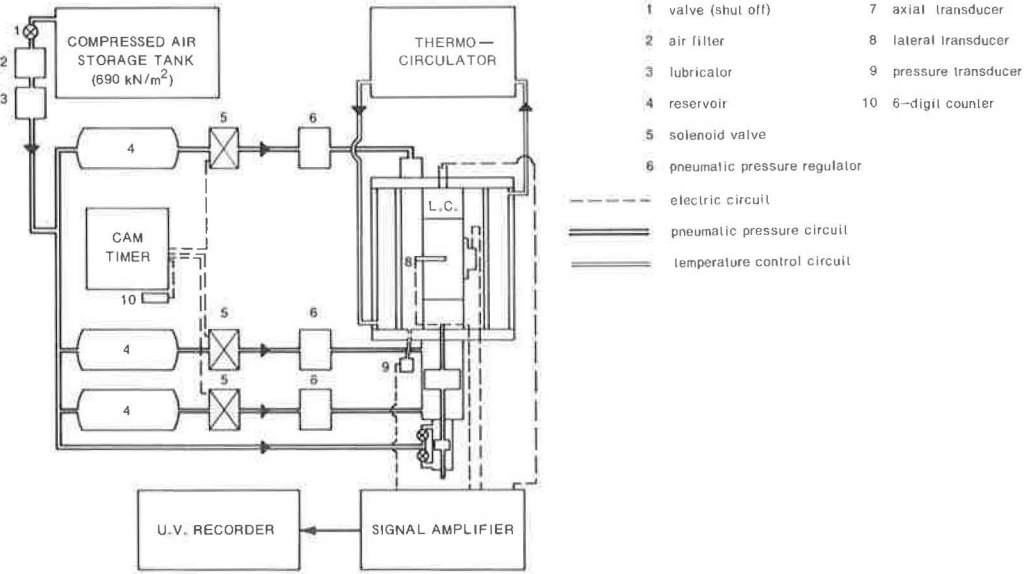 1
2
3
COMPRESSED AIR
STORAGE TANK
(690 kN/m2)
THERMO—
CIRCULATOR
4
5
6
L.C.
CAM
TIMER
8
10
5
6
4
9
5
6
4
U.V. RECORDER
SIGNAL AMPLIFIER
1 valve (shut off)
2 air filter
3 lubricator
4 reservoir
5 solenoid valve
6 pneumatic pressure regulator
7 axial transducer
8 lateral transducer
9 pressure transducer
10 6-digit counter
electric circuit
pneumatic pressure circuit
temperature control circuit